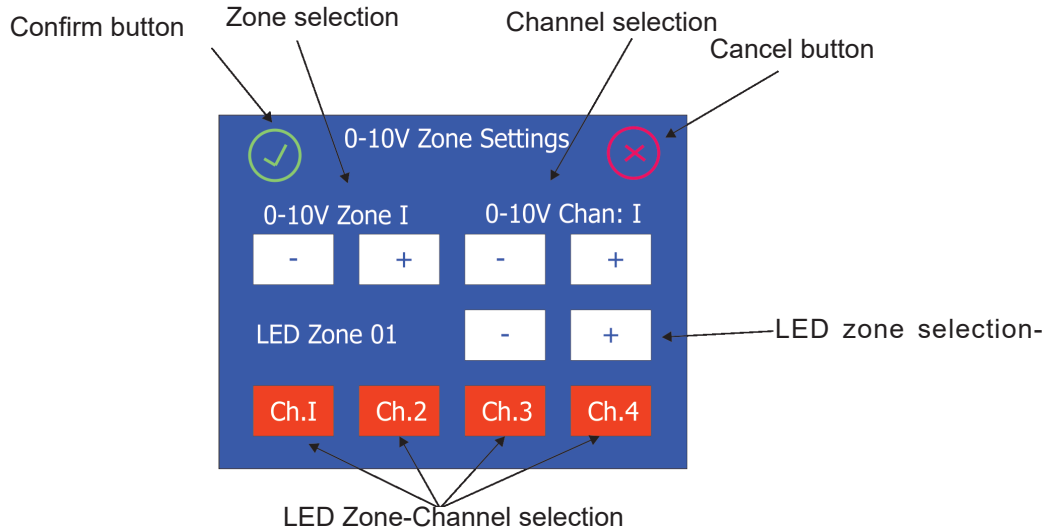 Confirm button
Zone selection
Channel selection
Cancel button
0-10V Zone Settings
0-10V Zone I
0-10V Chan: I
-
+
-
+
LED Zone 01
-
+
LED zone selection-
Ch.I
Ch.2
Ch.3
Ch.4
LED Zone-Channel selection